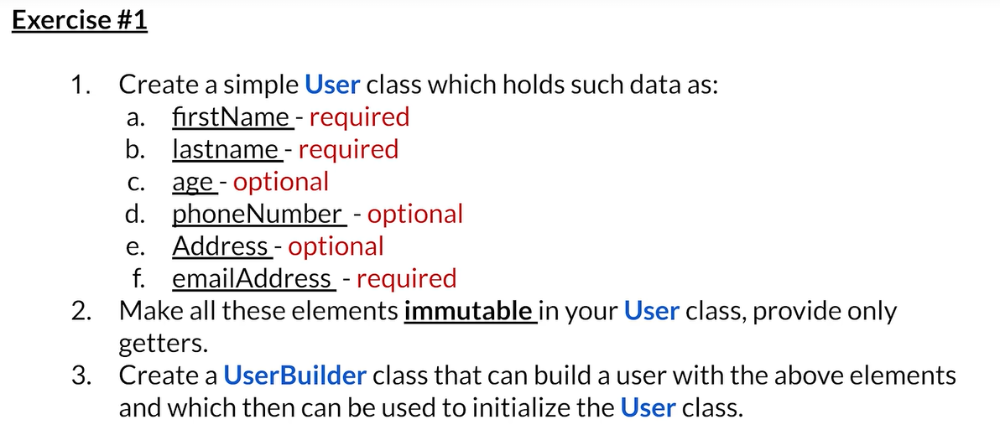 Exercise #1
1. Create a simple User class which holds such data as:
a. firstName - required
b. lastname - required
c. age - optional
d. phoneNumber - optional
e. Address - optional
f. emailAddress - required
2. Make all these elements immutable in your User class, provide only
getters.
3. Create a UserBuilder class that can build a user with the above elements
and which then can be used to initialize the User class.